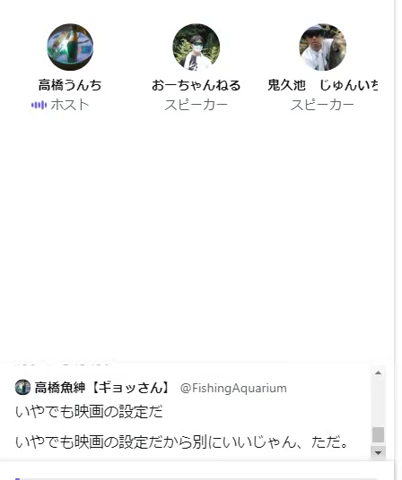 高橋うんち おーちゃんねる 鬼久池 じゅんいち
ホスト スピーカー スピーカー
高橋魚紳【ギョッさん】 @FishingAquarium
いやでも映画の設定だ
いやでも映画の設定だから別にいいじゃん、ただ。